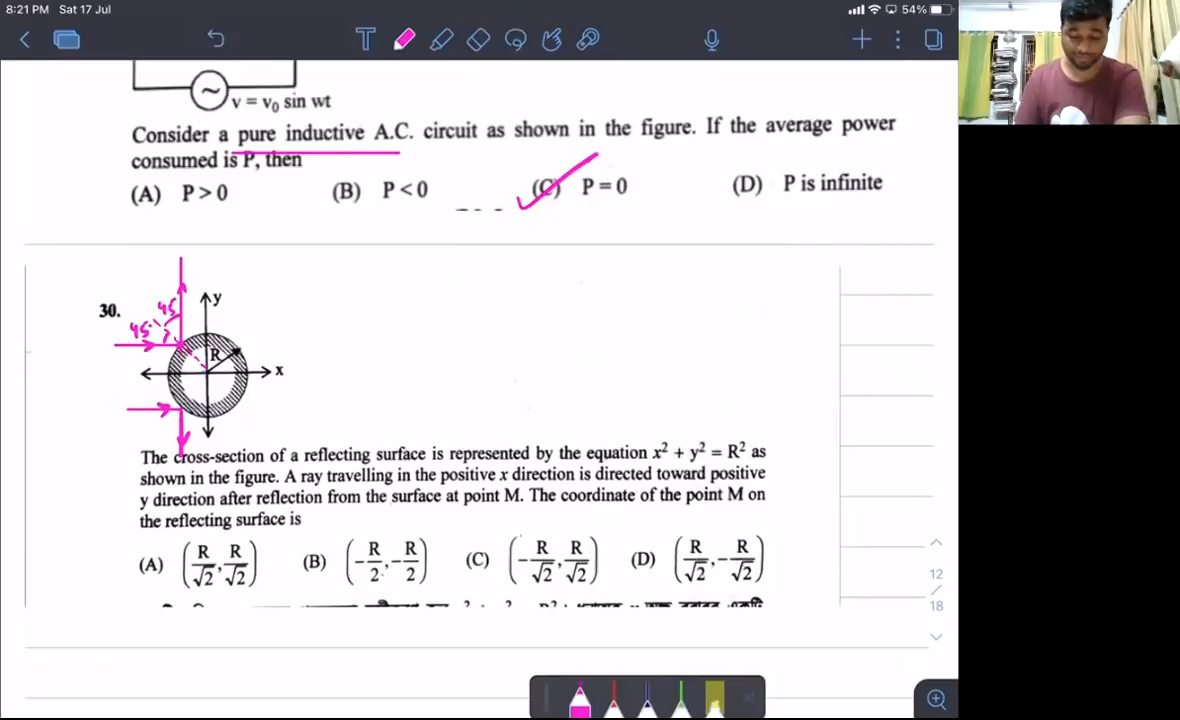 8:21 PM Sat 17 Jul 54%
v = v₀ sin wt
Consider a pure inductive A.C. circuit as shown in the figure. If the average power
consumed is P, then
(A) P > 0 (B) P < 0 (C) P = 0 (D) P is infinite
30.
y
45
45°
R
x
The cross-section of a reflecting surface is represented by the equation x² + y² = R² as
shown in the figure. A ray travelling in the positive x direction is directed toward positive
y direction after reflection from the surface at point M. The coordinate of the point M on
the reflecting surface is
(A) (R/√2, R/√2) (B) (-R/2, -R/2) (C) (-R/√2, R/√2) (D) (R/√2, -R/√2)
12
/
18